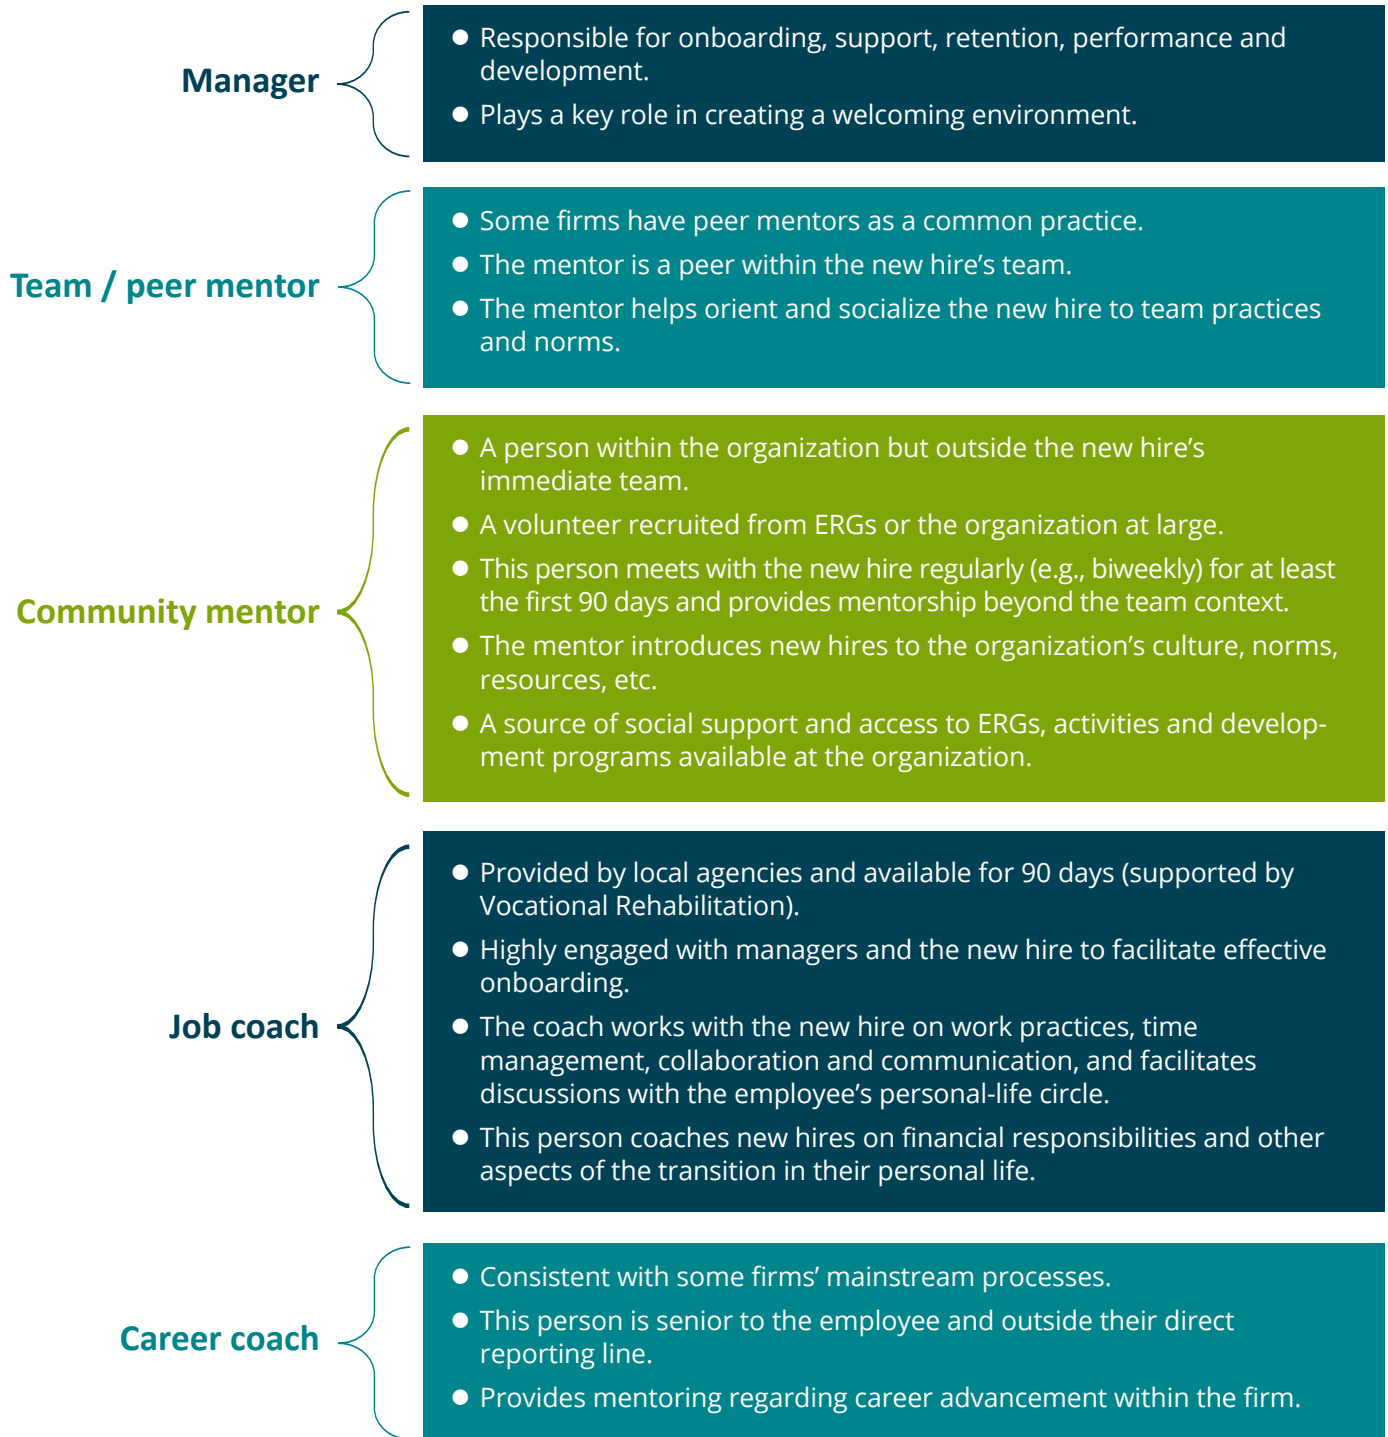 Manager
● Responsible for onboarding, support, retention, performance and
development.
● Plays a key role in creating a welcoming environment.
Team / peer mentor
● Some firms have peer mentors as a common practice.
● The mentor is a peer within the new hire’s team.
● The mentor helps orient and socialize the new hire to team practices
and norms.
Community mentor
● A person within the organization but outside the new hire’s
immediate team.
● A volunteer recruited from ERGs or the organization at large.
● This person meets with the new hire regularly (e.g., biweekly) for at least
the first 90 days and provides mentorship beyond the team context.
● The mentor introduces new hires to the organization’s culture, norms,
resources, etc.
● A source of social support and access to ERGs, activities and develop-
ment programs available at the organization.
Job coach
● Provided by local agencies and available for 90 days (supported by
Vocational Rehabilitation).
● Highly engaged with managers and the new hire to facilitate effective
onboarding.
● The coach works with the new hire on work practices, time
management, collaboration and communication, and facilitates
discussions with the employee’s personal-life circle.
● This person coaches new hires on financial responsibilities and other
aspects of the transition in their personal life.
Career coach
● Consistent with some firms’ mainstream processes.
● This person is senior to the employee and outside their direct
reporting line.
● Provides mentoring regarding career advancement within the firm.